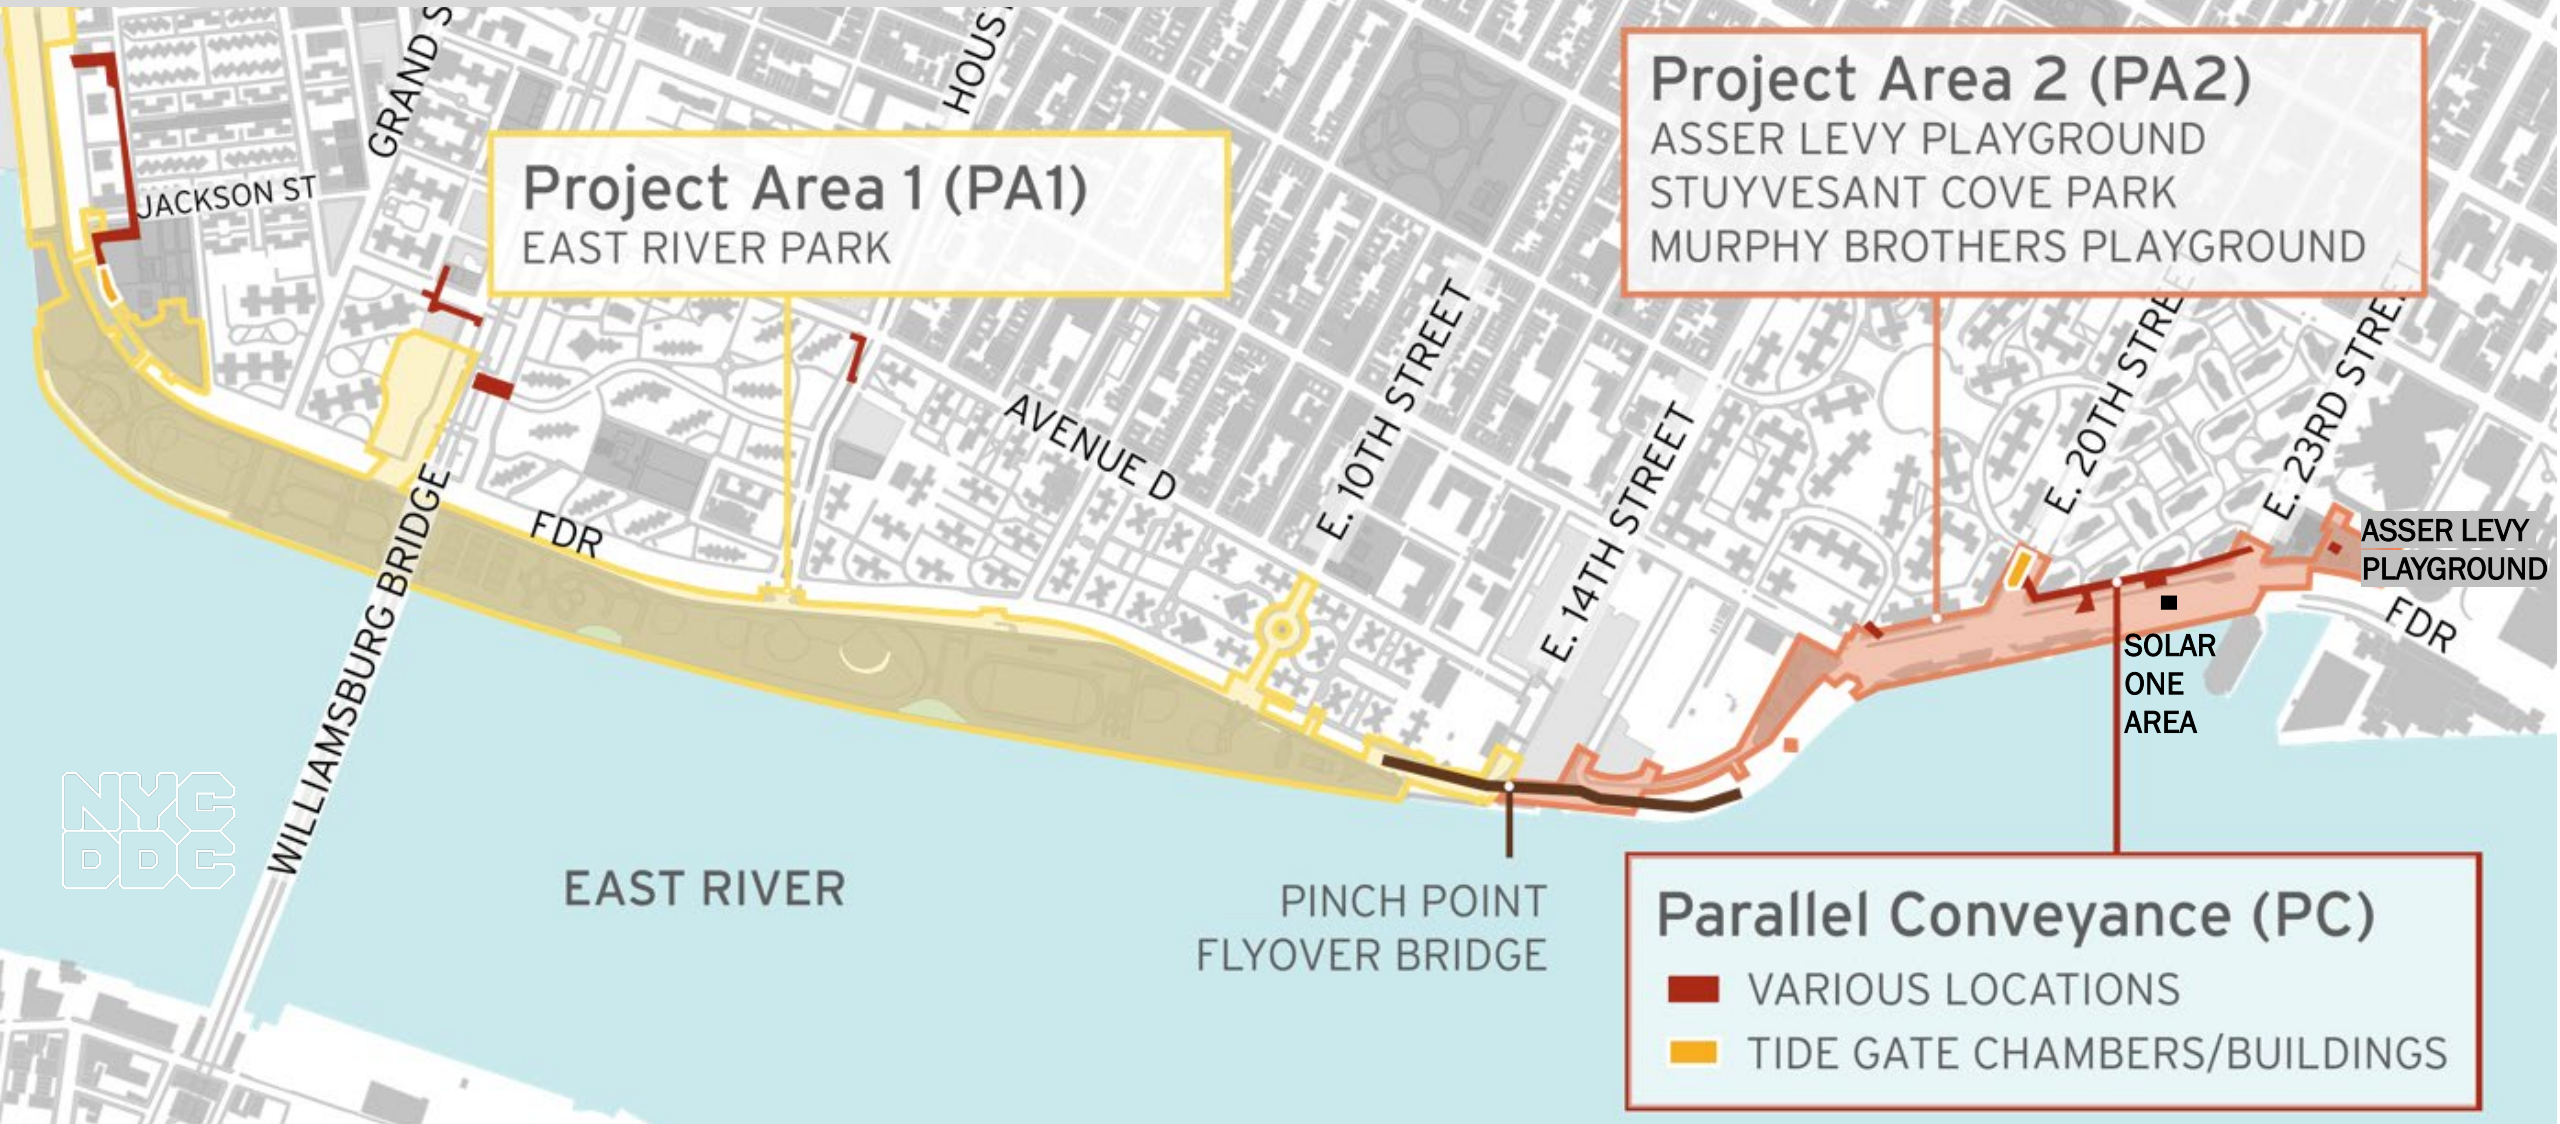 GRAND S
HOUS
JACKSON ST
Project Area 1 (PA1)
EAST RIVER PARK
Project Area 2 (PA2)
ASSER LEVY PLAYGROUND
STUYVESANT COVE PARK
MURPHY BROTHERS PLAYGROUND
AVENUE D
E. 10TH STREET
E. 14TH STREET
E. 20TH STREE
E. 23RD STREET
FDR
WILLIAMSBURG BRIDGE
ASSER LEVY
PLAYGROUND
FDR
SOLAR
ONE
AREA
NYC
DDC
EAST RIVER
PINCH POINT
FLYOVER BRIDGE
Parallel Conveyance (PC)
VARIOUS LOCATIONS
TIDE GATE CHAMBERS/BUILDINGS